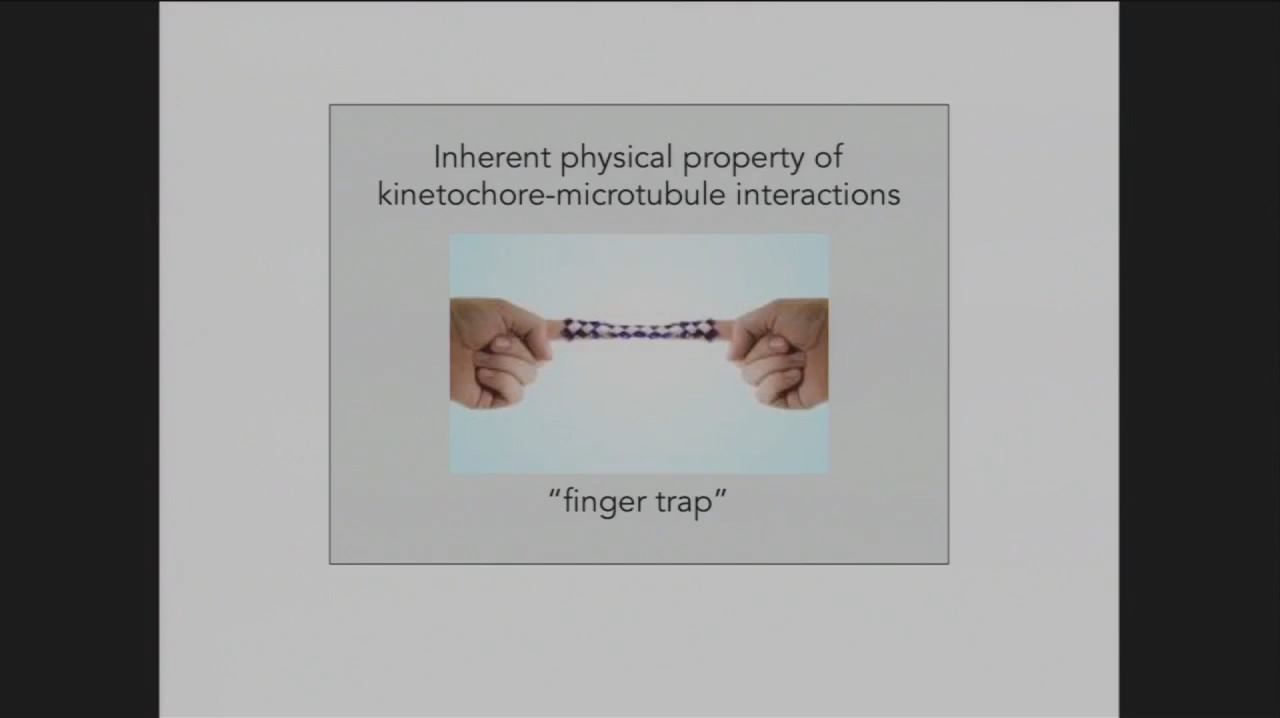 Inherent physical property of
kinetochore-microtubule interactions
“finger trap”